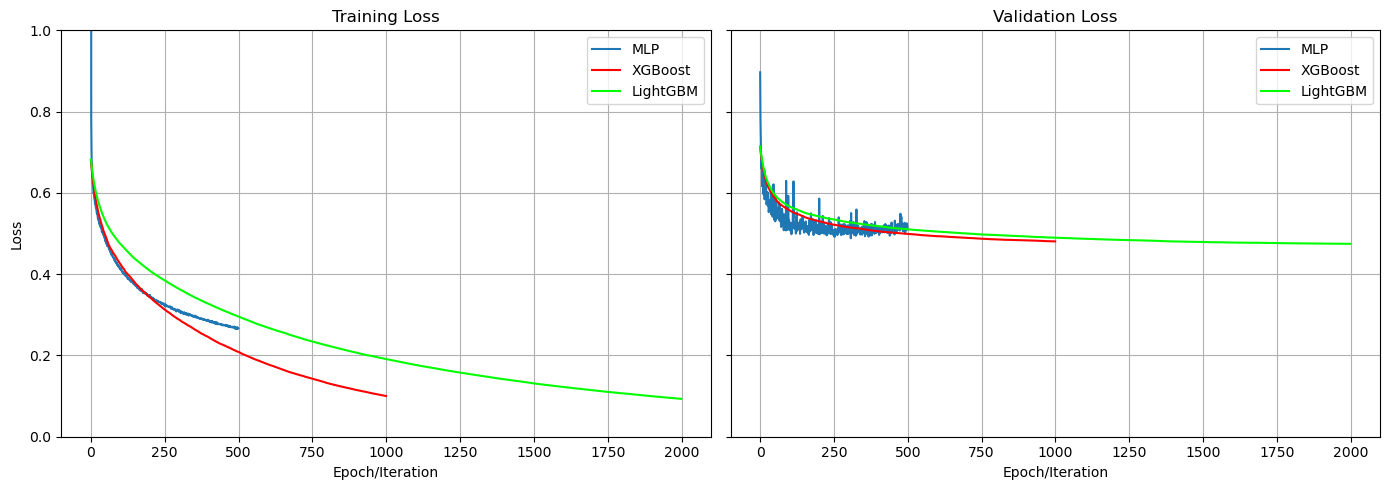 Training Loss
Validation Loss
1.0
0.8
0.6
0.4
0.2
0.0
Loss
MLP
XGBoost
LightGBM
0 250 500 750 1000 1250 1500 1750 2000
Epoch/Iteration
MLP
XGBoost
LightGBM
0 250 500 750 1000 1250 1500 1750 2000
Epoch/Iteration